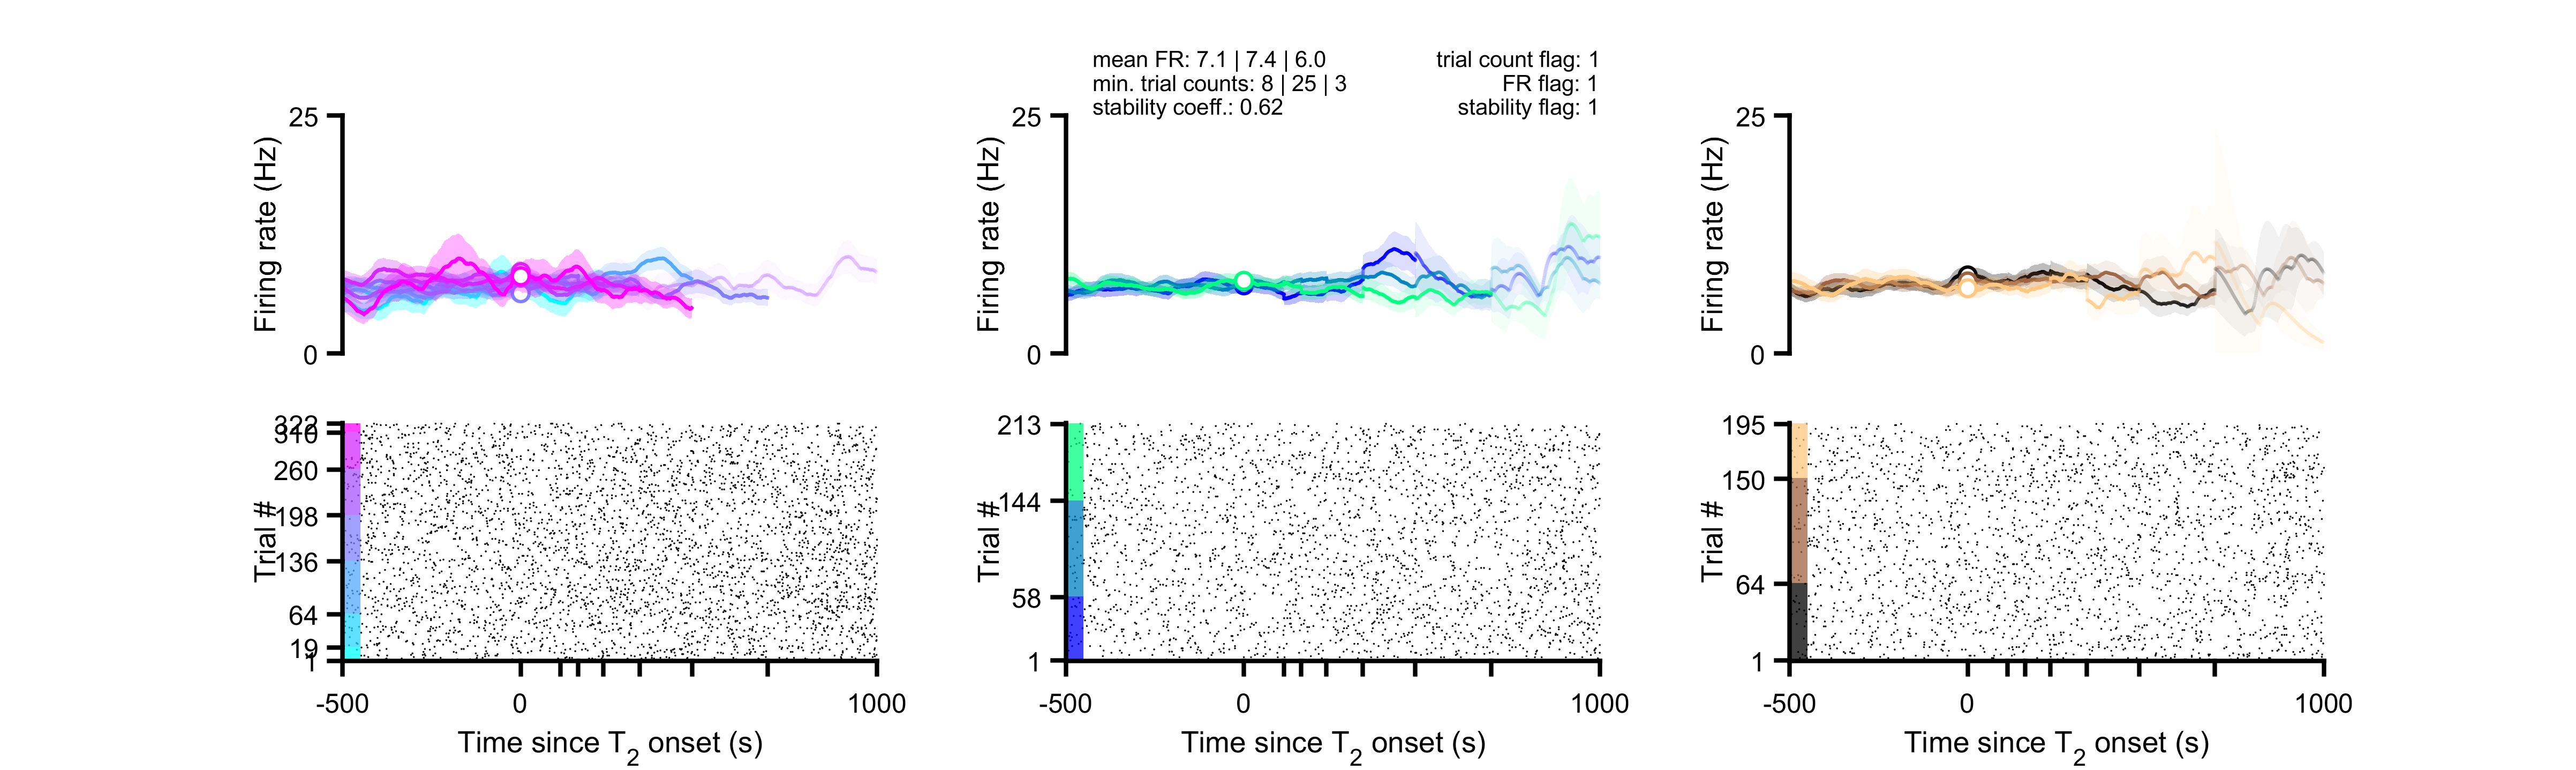 mean FR: 7.1 | 7.4 | 6.0
min. trial counts: 8 | 25 | 3
stability coeff.: 0.62
trial count flag: 1
FR flag: 1
stability flag: 1
25
Firing rate (Hz)
0
25
Firing rate (Hz)
0
25
Firing rate (Hz)
0
322
316
260
198
136
64
19
1
Trial #
-500
0
1000
Time since T2 onset (s)
213
144
58
1
Trial #
-500
0
1000
Time since T2 onset (s)
195
150
64
1
Trial #
-500
0
1000
Time since T2 onset (s)